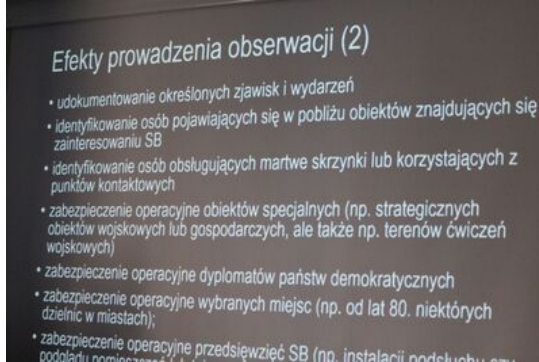 Efekty prowadzenia obserwacji (2)
• udokumentowanie określonych zjawisk i wydarzeń
• identyfikowanie osób pojawiających się w pobliżu obiektów znajdujących się
zainteresowaniu SB
• identyfikowanie osób obsługujących martwe skrzynki lub korzystających z
punktów kontaktowych
• zabezpieczenie operacyjne obiektów specjalnych (np. strategicznych
obiektów wojskowych lub gospodarczych, ale także np. terenów ćwiczeń
wojskowych)
• zabezpieczenie operacyjne dyplomatów państw demokratycznych
• zabezpieczenie operacyjne wybranych miejsc (np. od lat 80. niektórych
dzielnic w miastach);
• zabezpieczenie operacyjne przedsięwzięć SB (np. instalacji podsłuchu czy
podglądu